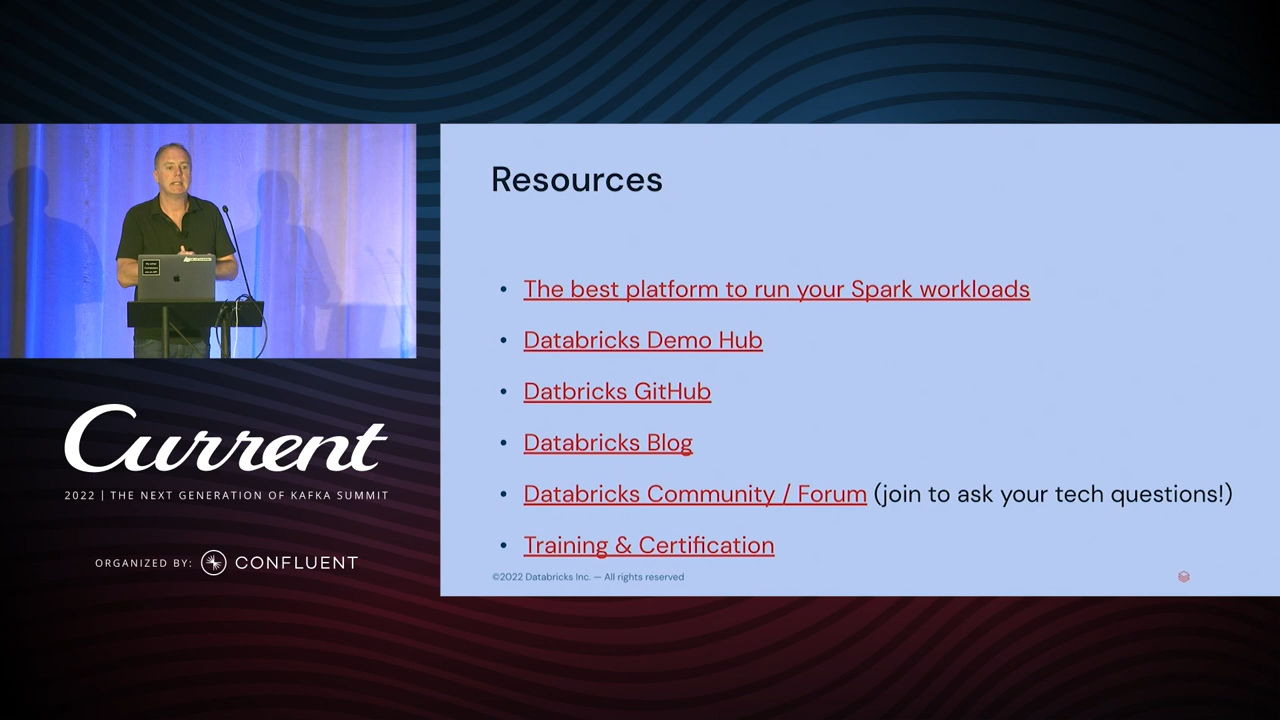 Resources
• The best platform to run your Spark workloads
• Databricks Demo Hub
• Datbricks GitHub
• Databricks Blog
• Databricks Community / Forum (join to ask your tech questions!)
• Training & Certification
©2022 Databricks Inc. — All rights reserved
Current
2022 | THE NEXT GENERATION OF KAFKA SUMMIT
ORGANIZED BY: CONFLUENT